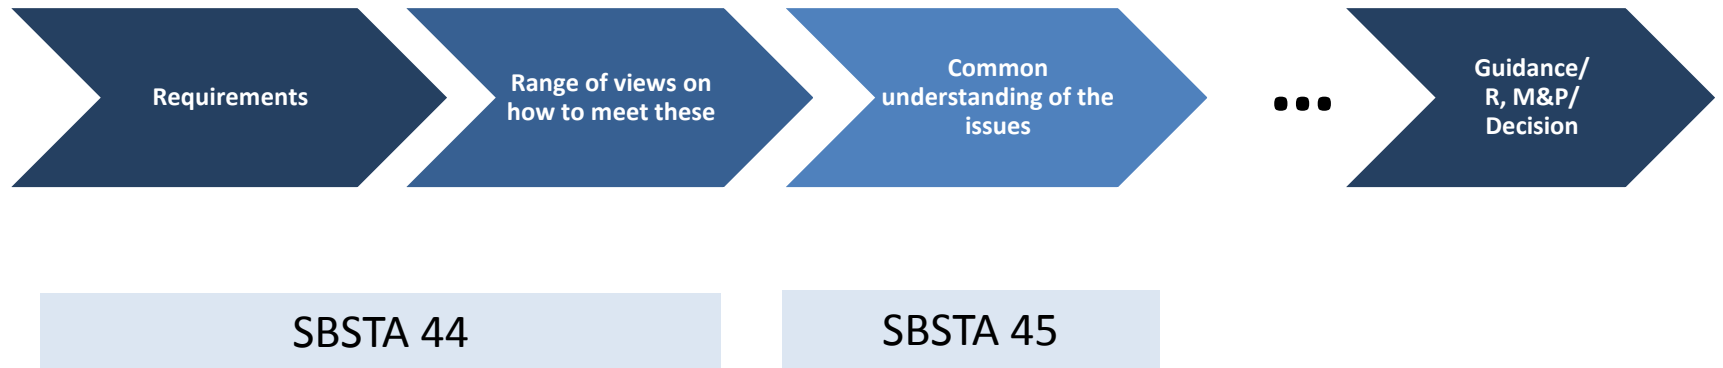 Requirements
Range of views on
how to meet these
Common
understanding of the
issues
...
Guidance/
R, M&P/
Decision
SBSTA 44
SBSTA 45